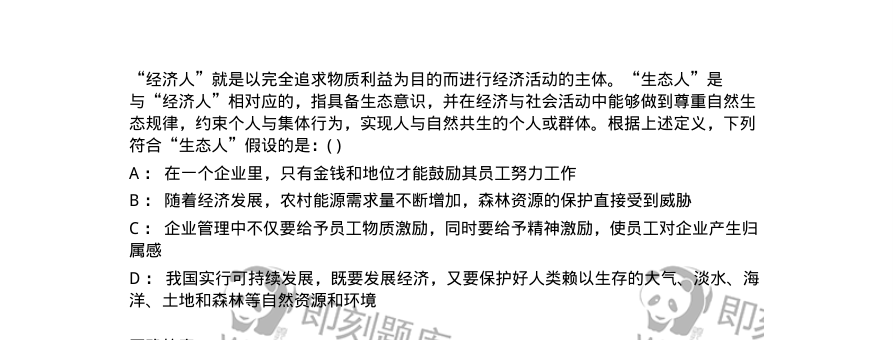 “经济人”就是以完全追求物质利益为目的而进行经济活动的主体。“生态人”是
与“经济人”相对应的，指具备生态意识，并在经济与社会活动中能够做到尊重自然生
态规律，约束个人与集体行为，实现人与自然共生的个人或群体。根据上述定义，下列
符合“生态人”假设的是：( )
A ： 在一个企业里，只有金钱和地位才能鼓励其员工努力工作
B ： 随着经济发展，农村能源需求量不断增加，森林资源的保护直接受到威胁
C ： 企业管理中不仅要给予员工物质激励，同时要给予精神激励，使员工对企业产生归
属感
D ： 我国实行可持续发展，既要发展经济，又要保护好人类赖以生存的大气、淡水、海
洋、土地和森林等自然资源和环境
即刻题库
即刻